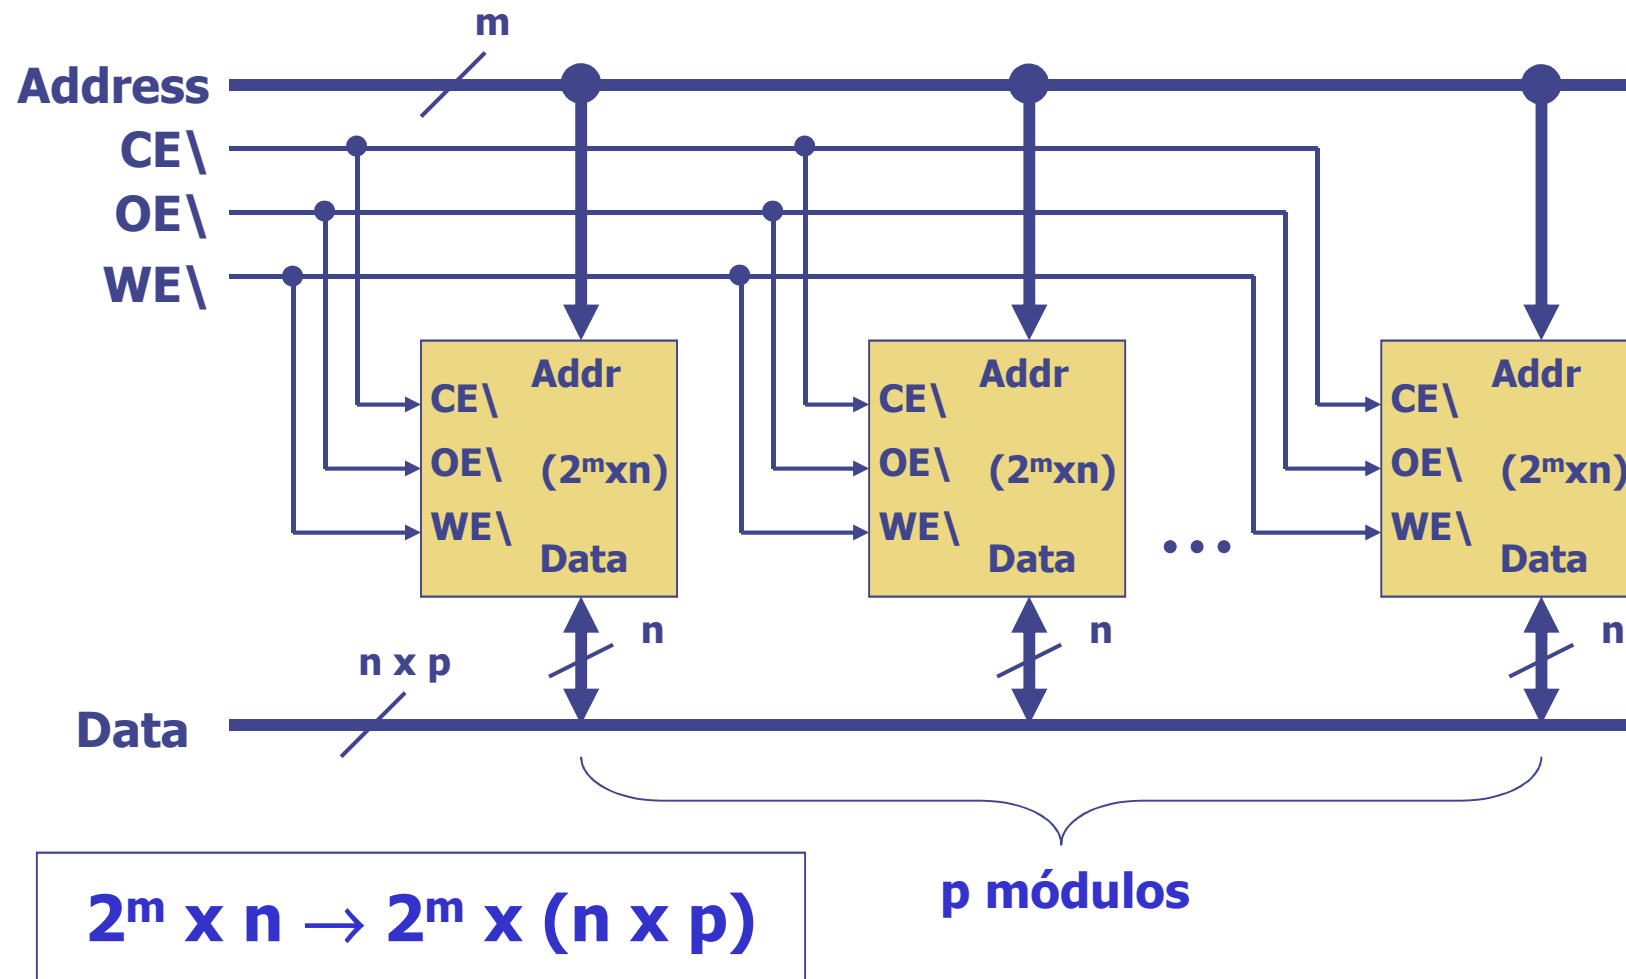 m
Address
CE\
OE\
WE\
Addr
CE\
OE\ (2ᵐxn)
WE\
Data
Addr
CE\
OE\ (2ᵐxn)
WE\
Data
...
Addr
CE\
OE\ (2ᵐxn)
WE\
Data
n
n
n
n x p
Data
p módulos
2ᵐ x n → 2ᵐ x (n x p)